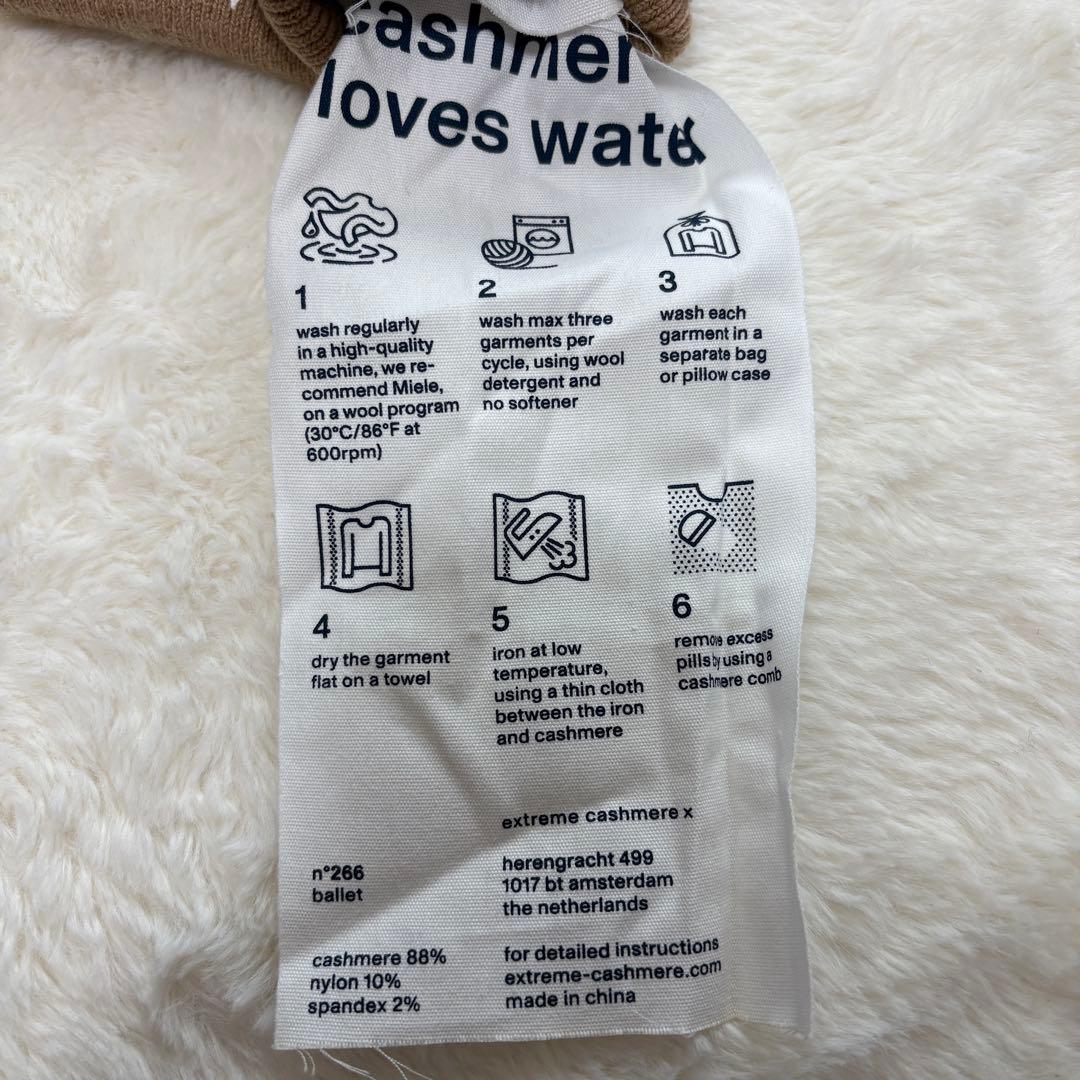 cashmer
loves water
1
wash regularly
in a high-quality
machine, we re-
commend Miele,
on a wool program
(30°C/86°F at
600rpm)
2
wash max three
garments per
cycle, using wool
detergent and
no softener
3
wash each
garment in a
separate bag
or pillow case
4
dry the garment
flat on a towel
5
iron at low
temperature,
using a thin cloth
between the iron
and cashmere
6
remove excess
pills by using a
cashmere comb
extreme cashmere x
n°266
ballet
herengracht 499
1017 bt amsterdam
the netherlands
cashmere 88%
nylon 10%
spandex 2%
for detailed instructions
extreme-cashmere.com
made in china